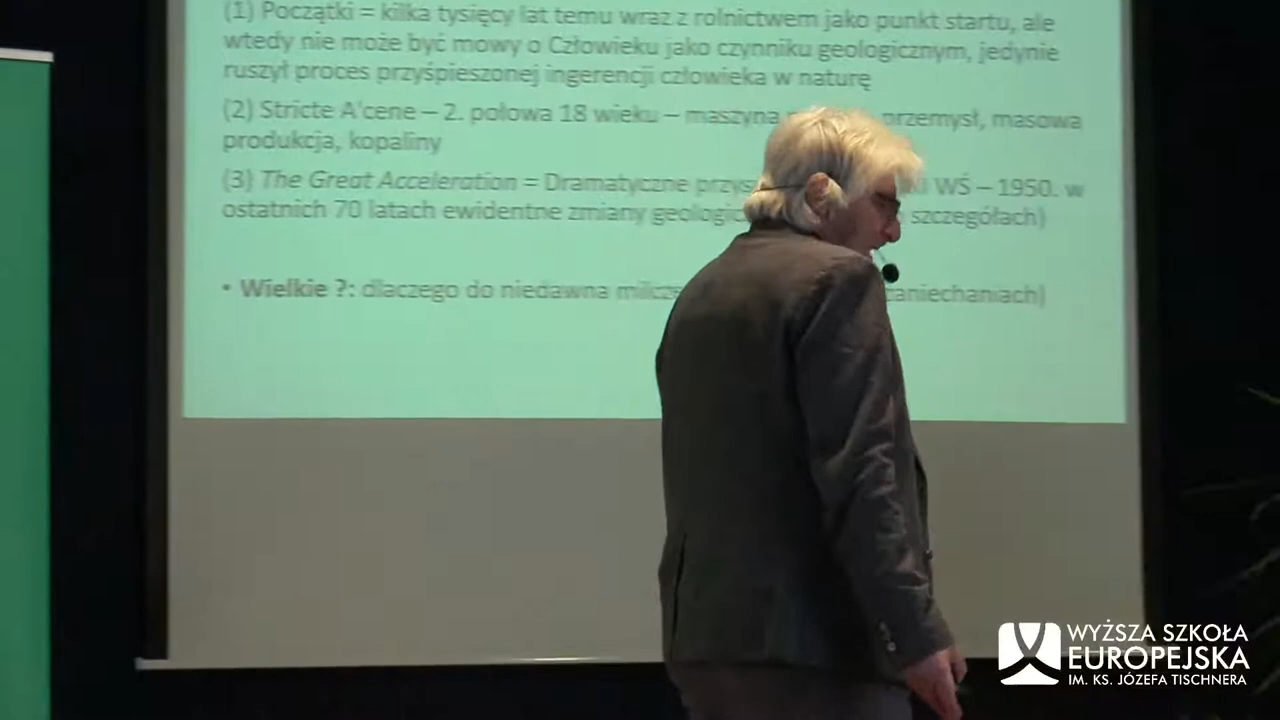 (1) Początki = kilka tysięcy lat temu wraz z rolnictwem jako punkt startu, ale
wtedy nie może być mowy o Człowieku jako czynniku geologicznym, jedynie
ruszył proces przyśpieszonej ingerencji człowieka w naturę
(2) Stricte A'cene – 2. połowa 18 wieku – maszyna przemysł, masowa
produkcja, kopaliny
(3) The Great Acceleration = Dramatyczne WŚ – 1950. w
ostatnich 70 latach ewidentne zmiany szczegółach)
• Wielkie ?: dlaczego do niedawna zaniechaniach)
WYŻSZA SZKOŁA
EUROPEJSKA
IM. KS. JÓZEFA TISCHNERA